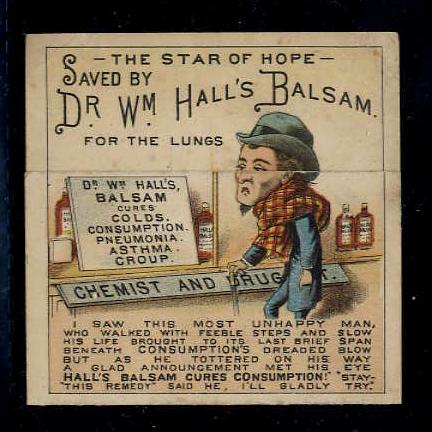 — THE STAR OF HOPE —
SAVED BY
DR. WM. HALL'S BALSAM.
FOR THE LUNGS
DR. WM. HALL'S,
BALSAM
CURES
COLDS.
CONSUMPTION.
PNEUMONIA.
ASTHMA.
CROUP.
CHEMIST AND DRUG
I SAW THIS MOST UNHAPPY MAN,
WHO WALKED WITH FEEBLE STEPS AND SLOW
HIS LIFE BROUGHT TO ITS LAST BRIEF SPAN
BENEATH CONSUMPTION'S DREADED BLOW
BUT AS HE TOTTERED ON HIS WAY
A GLAD ANNOUNCEMENT MET HIS EYE
HALL'S BALSAM CURES CONSUMPTION! "STAY-
"THIS REMEDY" SAID HE, I'LL GLADLY TRY."